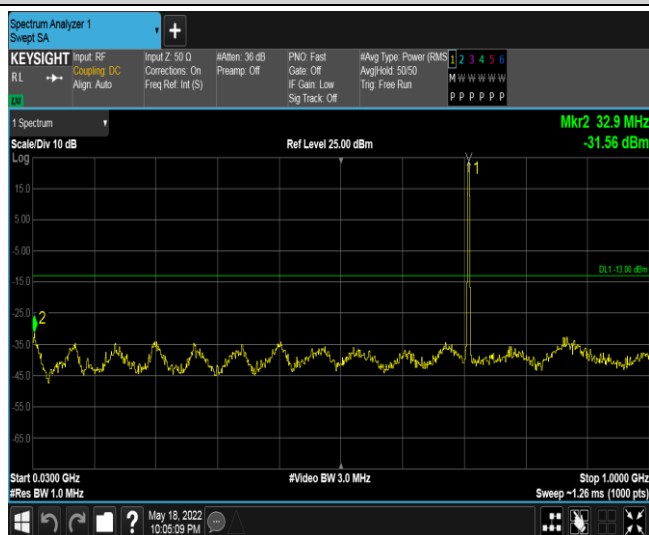 Spectrum Analyzer 1
Swept SA
KEYSIGHT
RL
Input: RF
Coupling: DC
Align: Auto
Input Z: 50 Ω
Corrections: On
Freq Ref: Int (S)
#Atten: 36 dB
Preamp: Off
PNO: Fast
Gate: Off
IF Gain: Low
Sig Track: Off
#Avg Type: Power (RMS
Avg|Hold: 50/50
Trig: Free Run
1 2 3 4 5 6
M W W W W W
P P P P P P
1 Spectrum
Scale/Div 10 dB
Ref Level 25.00 dBm
Mkr2 32.9 MHz
-31.56 dBm
Log
1
15.0
5.00
-5.00
DL1 -13.00 dBm
-15.0
-25.0
2
-35.0
-45.0
-55.0
-65.0
Start 0.0300 GHz
#Video BW 3.0 MHz
Stop 1.0000 GHz
#Res BW 1.0 MHz
Sweep ~1.26 ms (1000 pts)
?
May 18, 2022
10:05:09 PM